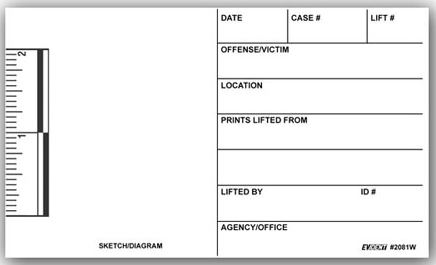 DATE CASE # LIFT #
OFFENSE/VICTIM
LOCATION
PRINTS LIFTED FROM
2
1
LIFTED BY ID #
AGENCY/OFFICE
SKETCH/DIAGRAM
EVIDENT #2081W